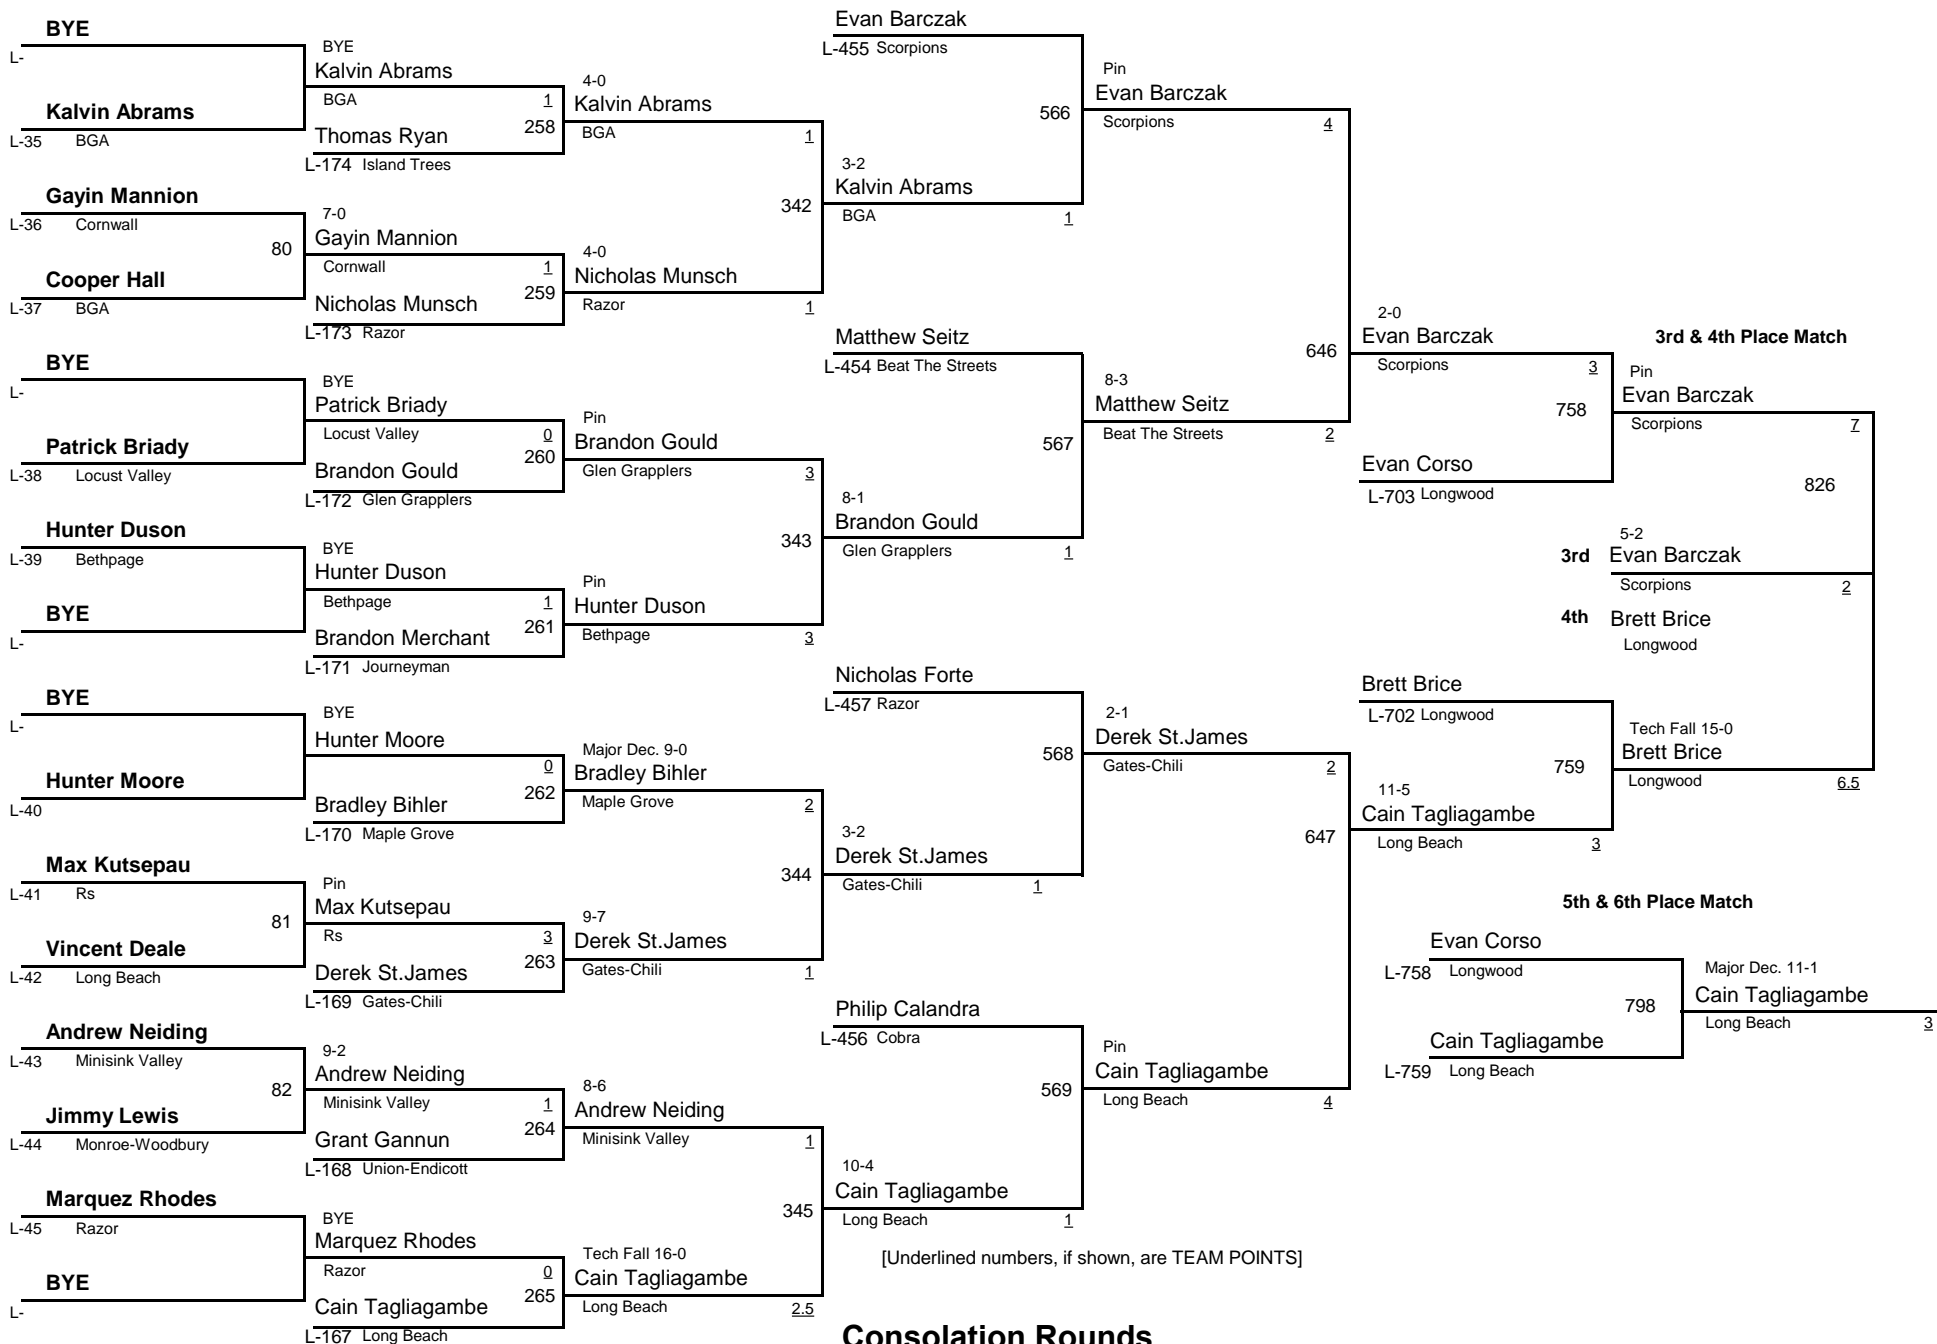 BYE
L-
Kalvin Abrams
L-35 BGA
Gayin Mannion
L-36 Cornwall
80
Cooper Hall
L-37 BGA
BYE
L-
Patrick Briady
L-38 Locust Valley
Hunter Duson
L-39 Bethpage
BYE
L-
BYE
L-
Hunter Moore
L-40
Max Kutsepau
L-41 Rs
81
Vincent Deale
L-42 Long Beach
Andrew Neiding
L-43 Minisink Valley
82
Jimmy Lewis
L-44 Monroe-Woodbury
Marquez Rhodes
L-45 Razor
BYE
L-
BYE
Kalvin Abrams
BGA 1
258
Thomas Ryan
L-174 Island Trees
7-0
Gayin Mannion
Cornwall 1
259
Nicholas Munsch
L-173 Razor
BYE
Patrick Briady
Locust Valley 0
260
Brandon Gould
L-172 Glen Grapplers
BYE
Hunter Duson
Bethpage 1
261
Brandon Merchant
L-171 Journeyman
BYE
Hunter Moore
0
262
Bradley Bihler
L-170 Maple Grove
Pin
Max Kutsepau
Rs 3
263
Derek St.James
L-169 Gates-Chili
9-2
Andrew Neiding
Minisink Valley 1
264
Grant Gannun
L-168 Union-Endicott
BYE
Marquez Rhodes
Razor 0
265
Cain Tagliagambe
L-167 Long Beach
4-0
Kalvin Abrams
BGA 1
342
4-0
Nicholas Munsch
Razor 1
Pin
Brandon Gould
Glen Grapplers 3
343
Pin
Hunter Duson
Bethpage 3
Major Dec. 9-0
Bradley Bihler
Maple Grove 2
344
9-7
Derek St.James
Gates-Chili 1
8-6
Andrew Neiding
Minisink Valley 1
345
Tech Fall 16-0
Cain Tagliagambe
Long Beach 2.5
Evan Barczak
L-455 Scorpions
566
3-2
Kalvin Abrams
BGA 1
Matthew Seitz
L-454 Beat The Streets
567
8-1
Brandon Gould
Glen Grapplers 1
Nicholas Forte
L-457 Razor
568
3-2
Derek St.James
Gates-Chili 1
Philip Calandra
L-456 Cobra
569
10-4
Cain Tagliagambe
Long Beach 1
Pin
Evan Barczak
Scorpions 4
646
8-3
Matthew Seitz
Beat The Streets 2
2-1
Derek St.James
Gates-Chili 2
647
Pin
Cain Tagliagambe
Long Beach 4
2-0
Evan Barczak
Scorpions 3
758
Evan Corso
L-703 Longwood
Brett Brice
L-702 Longwood
759
11-5
Cain Tagliagambe
Long Beach 3
3rd & 4th Place Match
Pin
Evan Barczak
Scorpions 7
826
5-2
3rd Evan Barczak
Scorpions 2
4th Brett Brice
Longwood
Tech Fall 15-0
Brett Brice
Longwood 6.5
5th & 6th Place Match
Evan Corso
L-758 Longwood
798
Cain Tagliagambe
L-759 Long Beach
Major Dec. 11-1
Cain Tagliagambe
Long Beach 3
[Underlined numbers, if shown, are TEAM POINTS]
Consolation Rounds